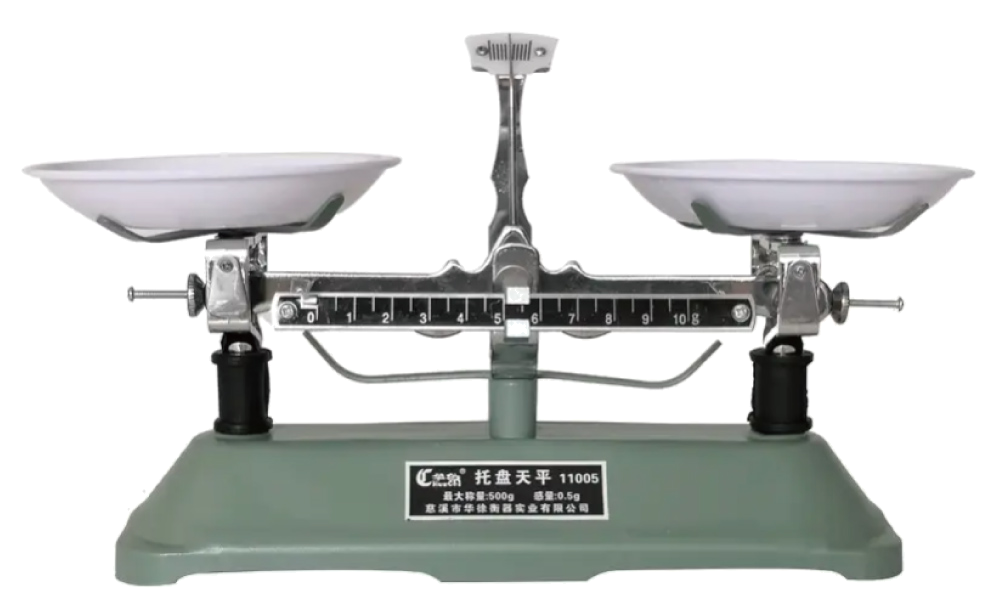 0 1 2 3 4 5 6 7 8 9 10 g
华徐® 托盘天平 11005
最大称量:500g 感量:0.5g
慈溪市华徐衡器实业有限公司